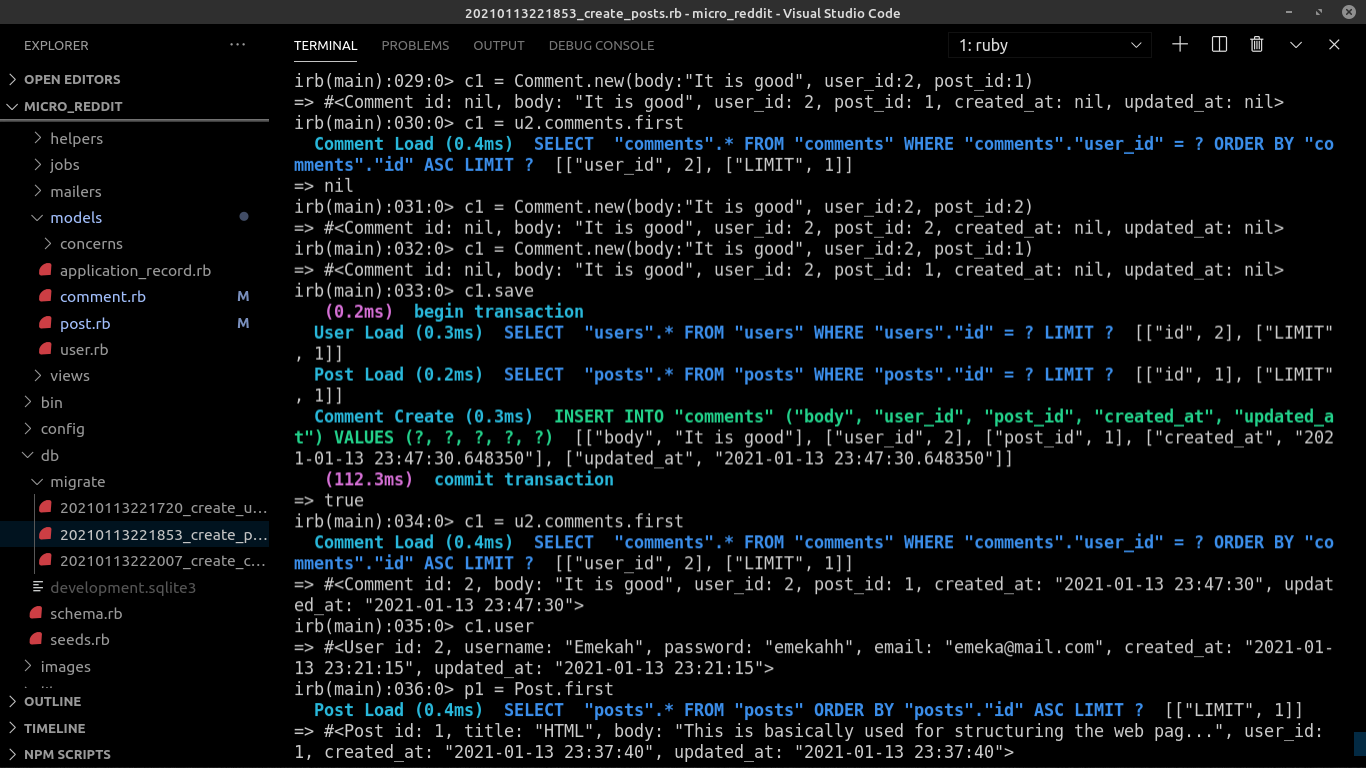 20210113221853_create_posts.rb - micro_reddit - Visual Studio Code
EXPLORER
OPEN EDITORS
MICRO_REDDIT
helpers
jobs
mailers
models
concerns
application_record.rb
comment.rb M
post.rb M
user.rb
views
bin
config
db
migrate
20210113221720_create_u...
20210113221853_create_p...
20210113222007_create_c...
development.sqlite3
schema.rb
seeds.rb
images
OUTLINE
TIMELINE
NPM SCRIPTS
TERMINAL PROBLEMS OUTPUT DEBUG CONSOLE 1: ruby
irb(main):029:0> c1 = Comment.new(body:"It is good", user_id:2, post_id:1)
=> #<Comment id: nil, body: "It is good", user_id: 2, post_id: 1, created_at: nil, updated_at: nil>
irb(main):030:0> c1 = u2.comments.first
Comment Load (0.4ms) SELECT "comments".* FROM "comments" WHERE "comments"."user_id" = ? ORDER BY "co
mments"."id" ASC LIMIT ? [["user_id", 2], ["LIMIT", 1]]
=> nil
irb(main):031:0> c1 = Comment.new(body:"It is good", user_id:2, post_id:2)
=> #<Comment id: nil, body: "It is good", user_id: 2, post_id: 2, created_at: nil, updated_at: nil>
irb(main):032:0> c1 = Comment.new(body:"It is good", user_id:2, post_id:1)
=> #<Comment id: nil, body: "It is good", user_id: 2, post_id: 1, created_at: nil, updated_at: nil>
irb(main):033:0> c1.save
(0.2ms) begin transaction
User Load (0.3ms) SELECT "users".* FROM "users" WHERE "users"."id" = ? LIMIT ? [["id", 2], ["LIMIT"
, 1]]
Post Load (0.2ms) SELECT "posts".* FROM "posts" WHERE "posts"."id" = ? LIMIT ? [["id", 1], ["LIMIT"
, 1]]
Comment Create (0.3ms) INSERT INTO "comments" ("body", "user_id", "post_id", "created_at", "updated_a
t") VALUES (?, ?, ?, ?, ?) [["body", "It is good"], ["user_id", 2], ["post_id", 1], ["created_at", "202
1-01-13 23:47:30.648350"], ["updated_at", "2021-01-13 23:47:30.648350"]]
(112.3ms) commit transaction
=> true
irb(main):034:0> c1 = u2.comments.first
Comment Load (0.4ms) SELECT "comments".* FROM "comments" WHERE "comments"."user_id" = ? ORDER BY "co
mments"."id" ASC LIMIT ? [["user_id", 2], ["LIMIT", 1]]
=> #<Comment id: 2, body: "It is good", user_id: 2, post_id: 1, created_at: "2021-01-13 23:47:30", updat
ed_at: "2021-01-13 23:47:30">
irb(main):035:0> c1.user
=> #<User id: 2, username: "Emekah", password: "emekahh", email: "emeka@mail.com", created_at: "2021-01-
13 23:21:15", updated_at: "2021-01-13 23:21:15">
irb(main):036:0> p1 = Post.first
Post Load (0.4ms) SELECT "posts".* FROM "posts" ORDER BY "posts"."id" ASC LIMIT ? [["LIMIT", 1]]
=> #<Post id: 1, title: "HTML", body: "This is basically used for structuring the web pag...", user_id:
1, created_at: "2021-01-13 23:37:40", updated_at: "2021-01-13 23:37:40">